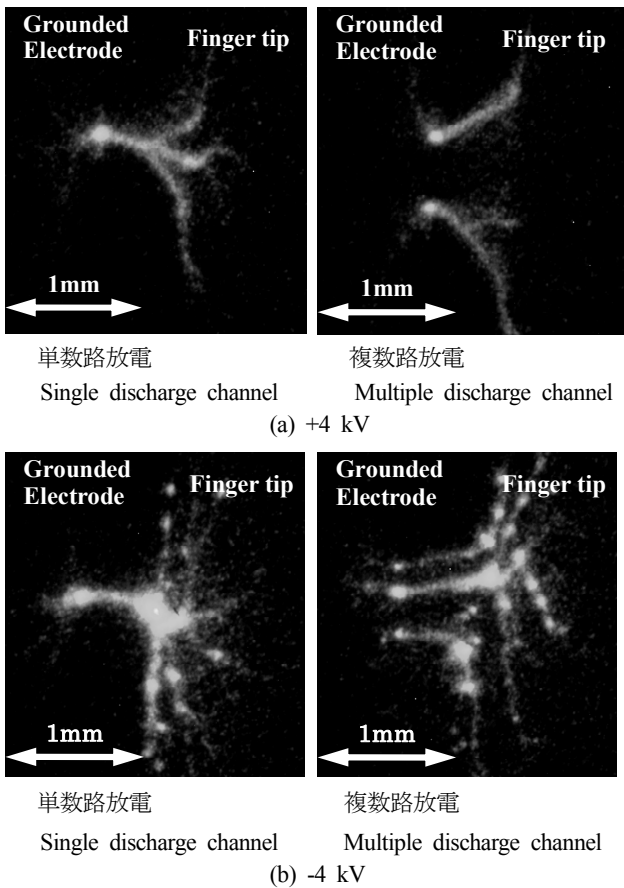 Grounded
Electrode
Finger tip
1mm
Grounded
Electrode
Finger tip
1mm
単数路放電
複数路放電
Single discharge channel
Multiple discharge channel
(a) +4 kV
Grounded
Electrode
Finger tip
1mm
Grounded
Electrode
Finger tip
1mm
単数路放電
複数路放電
Single discharge channel
Multiple discharge channel
(b) -4 kV